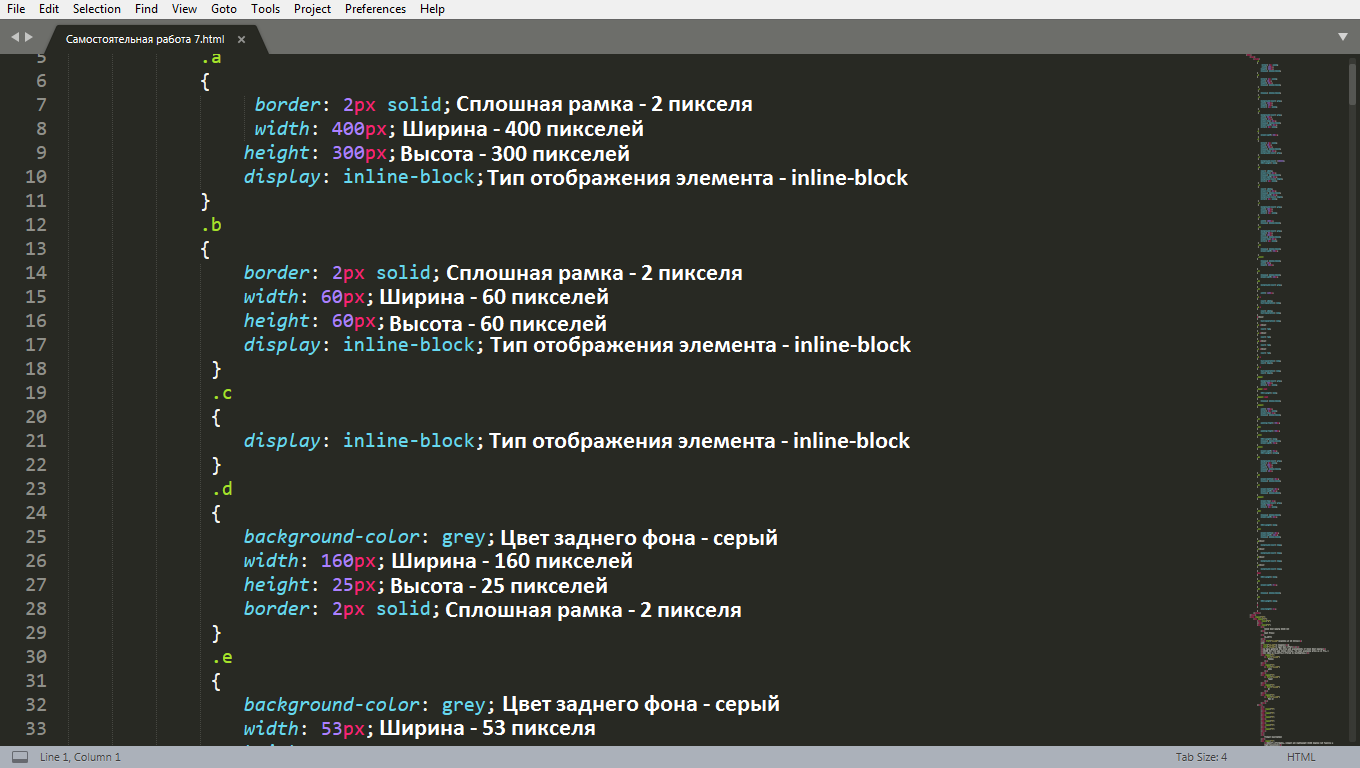 File Edit Selection Find View Goto Tools Project Preferences Help
Самостоятельная работа 7.html ×
5 .a
6 {
7 border: 2px solid; Сплошная рамка - 2 пикселя
8 width: 400px; Ширина - 400 пикселей
9 height: 300px; Высота - 300 пикселей
10 display: inline-block; Тип отображения элемента - inline-block
11 }
12 .b
13 {
14 border: 2px solid; Сплошная рамка - 2 пикселя
15 width: 60px; Ширина - 60 пикселей
16 height: 60px; Высота - 60 пикселей
17 display: inline-block; Тип отображения элемента - inline-block
18 }
19 .c
20 {
21 display: inline-block; Тип отображения элемента - inline-block
22 }
23 .d
24 {
25 background-color: grey; Цвет заднего фона - серый
26 width: 160px; Ширина - 160 пикселей
27 height: 25px; Высота - 25 пикселей
28 border: 2px solid; Сплошная рамка - 2 пикселя
29 }
30 .e
31 {
32 background-color: grey; Цвет заднего фона - серый
33 width: 53px; Ширина - 53 пикселя
Line 1, Column 1 Tab Size: 4 HTML